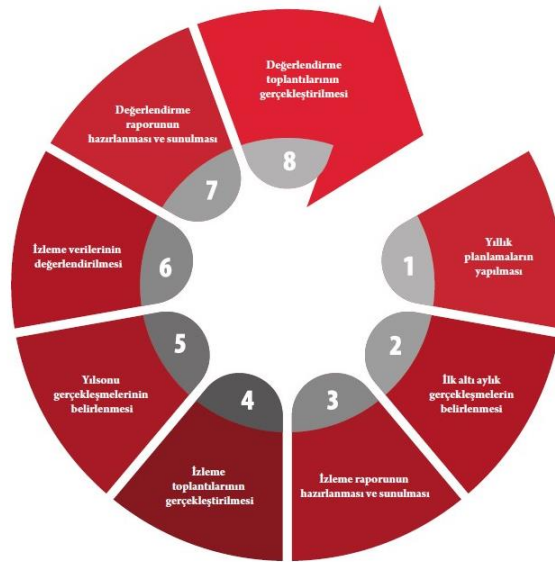 1
Yıllık
planlamaların
yapılması
2
İlk altı aylık
gerçekleşmelerin
belirlenmesi
3
İzleme raporunun
hazırlanması ve sunulması
4
İzleme
toplantılarının
gerçekleştirilmesi
5
Yılsonu
gerçekleşmelerinin
belirlenmesi
6
İzleme verilerinin
değerlendirilmesi
7
Değerlendirme
raporunun
hazırlanması ve sunulması
8
Değerlendirme
toplantılarının
gerçekleştirilmesi